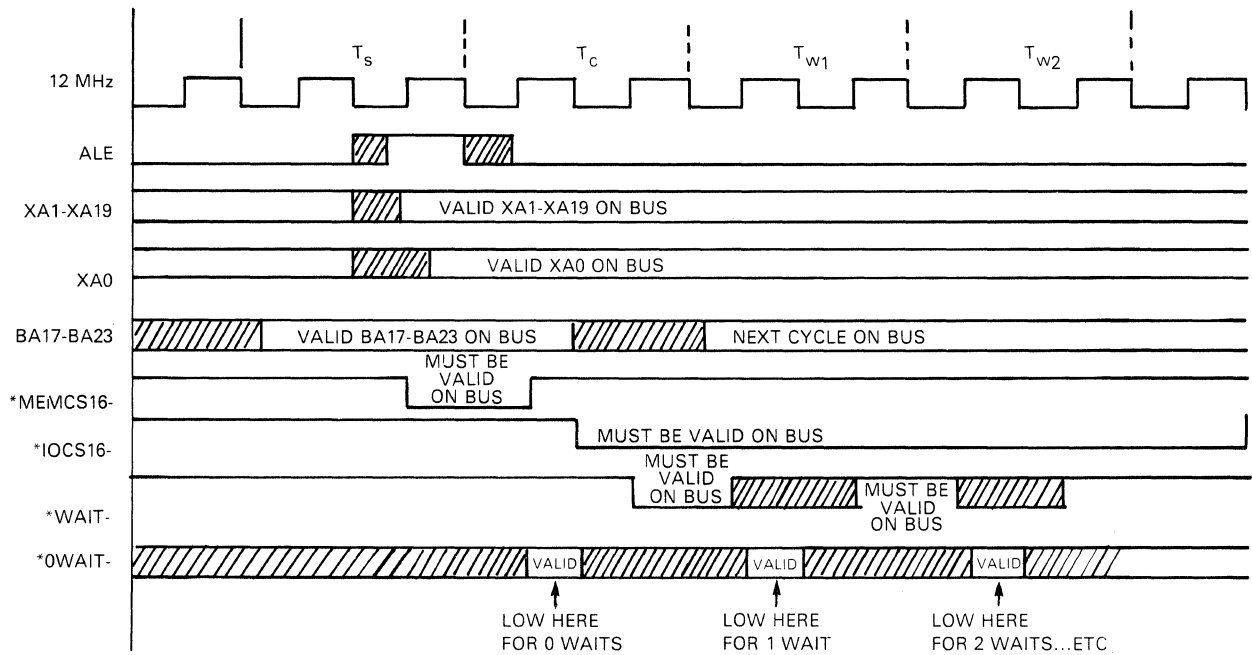 Ts
Tc
Tw1
Tw2
12 MHz
ALE
XA1-XA19
VALID XA1-XA19 ON BUS
XA0
VALID XA0 ON BUS
BA17-BA23
VALID BA17-BA23 ON BUS
NEXT CYCLE ON BUS
MUST BE
VALID
ON BUS
*MEMCS16-
*IOCS16-
MUST BE VALID ON BUS
MUST BE
VALID
ON BUS
MUST BE
VALID
ON BUS
*WAIT-
*0WAIT-
VALID
VALID
VALID
LOW HERE
FOR 0 WAITS
LOW HERE
FOR 1 WAIT
LOW HERE
FOR 2 WAITS...ETC